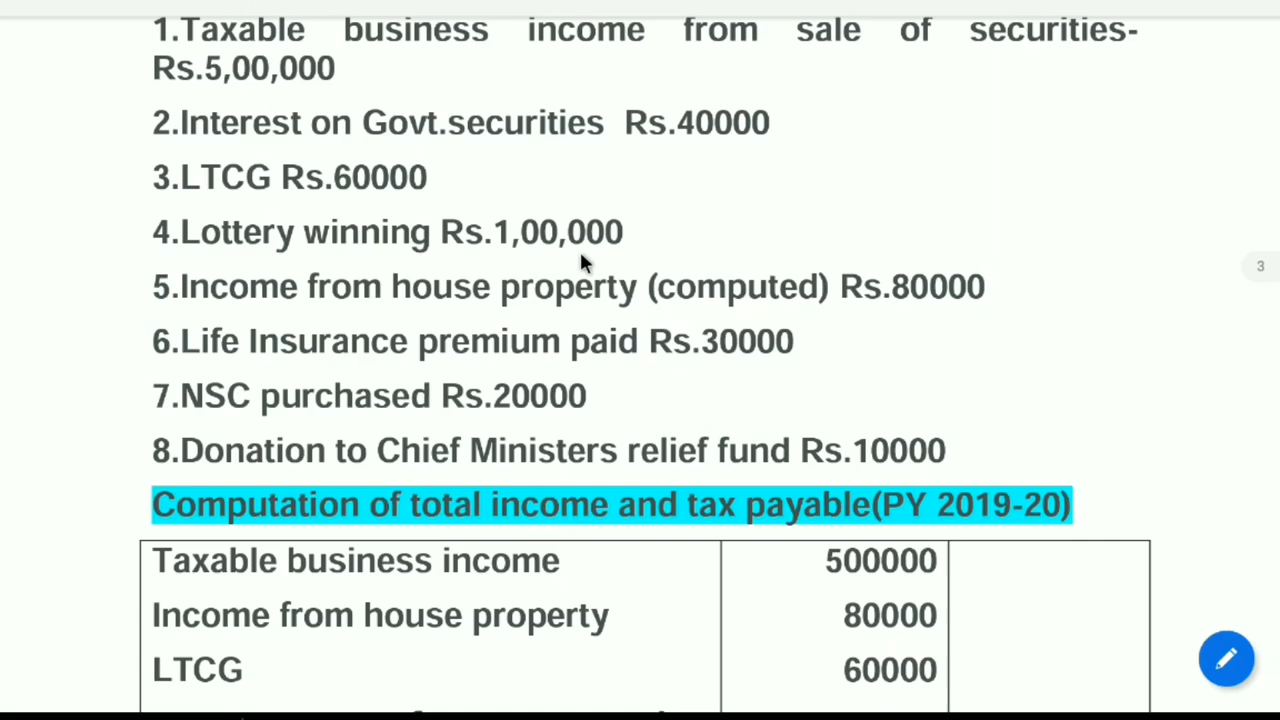 1.Taxable business income from sale of securities-
Rs.5,00,000
2.Interest on Govt.securities Rs.40000
3.LTCG Rs.60000
4.Lottery winning Rs.1,00,000
5.Income from house property (computed) Rs.80000
3
6.Life Insurance premium paid Rs.30000
7.NSC purchased Rs.20000
8.Donation to Chief Ministers relief fund Rs.10000
Computation of total income and tax payable(PY 2019-20)
Taxable business income 500000
Income from house property 80000
LTCG 60000